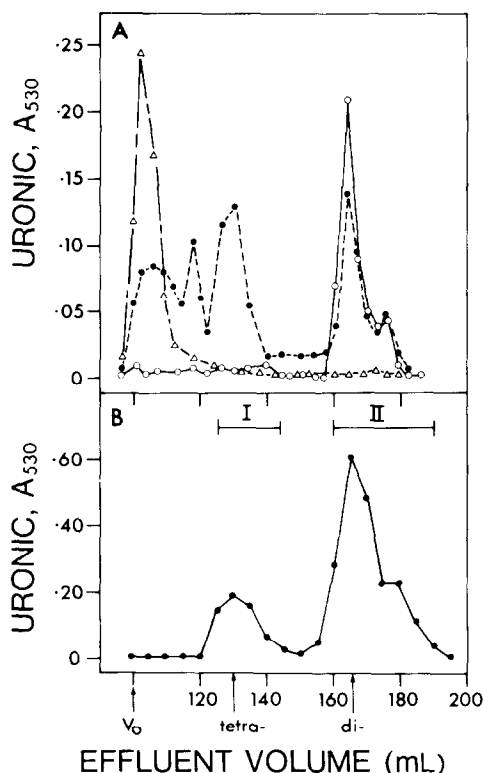 A
.25
.20
.15
.10
.05
0
URONIC, A530
B
I
II
.60
.40
.20
0
URONIC, A530
120
140
160
180
200
Vo
tetra-
di-
EFFLUENT VOLUME (mL)